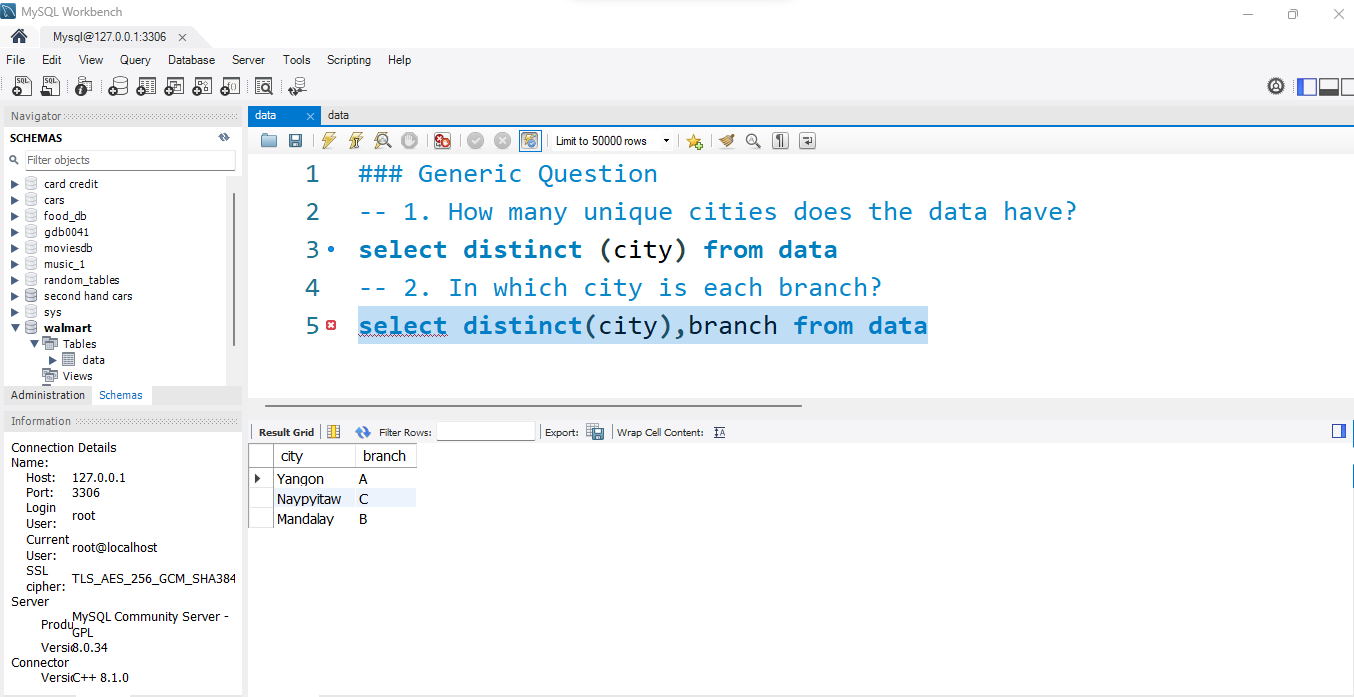 MySQL Workbench
Mysql@127.0.0.1:3306
File Edit View Query Database Server Tools Scripting Help
Navigator
SCHEMAS
Filter objects
card credit
cars
food_db
gdb0041
moviesdb
music_1
random_tables
second hand cars
sys
walmart
Tables
data
Views
Administration Schemas
Information
Connection Details
Name:
Host: 127.0.0.1
Port: 3306
Login User: root
Current User: root@localhost
SSL cipher: TLS_AES_256_GCM_SHA384
Server
Produ MySQL Community Server - GPL
Versi 8.0.34
Connector
Versi C++ 8.1.0
data data
Limit to 50000 rows
1 ### Generic Question
2 -- 1. How many unique cities does the data have?
3 select distinct (city) from data
4 -- 2. In which city is each branch?
5 select distinct(city),branch from data
Result Grid Filter Rows: Export: Wrap Cell Content:
city branch
Yangon A
Naypyitaw C
Mandalay B